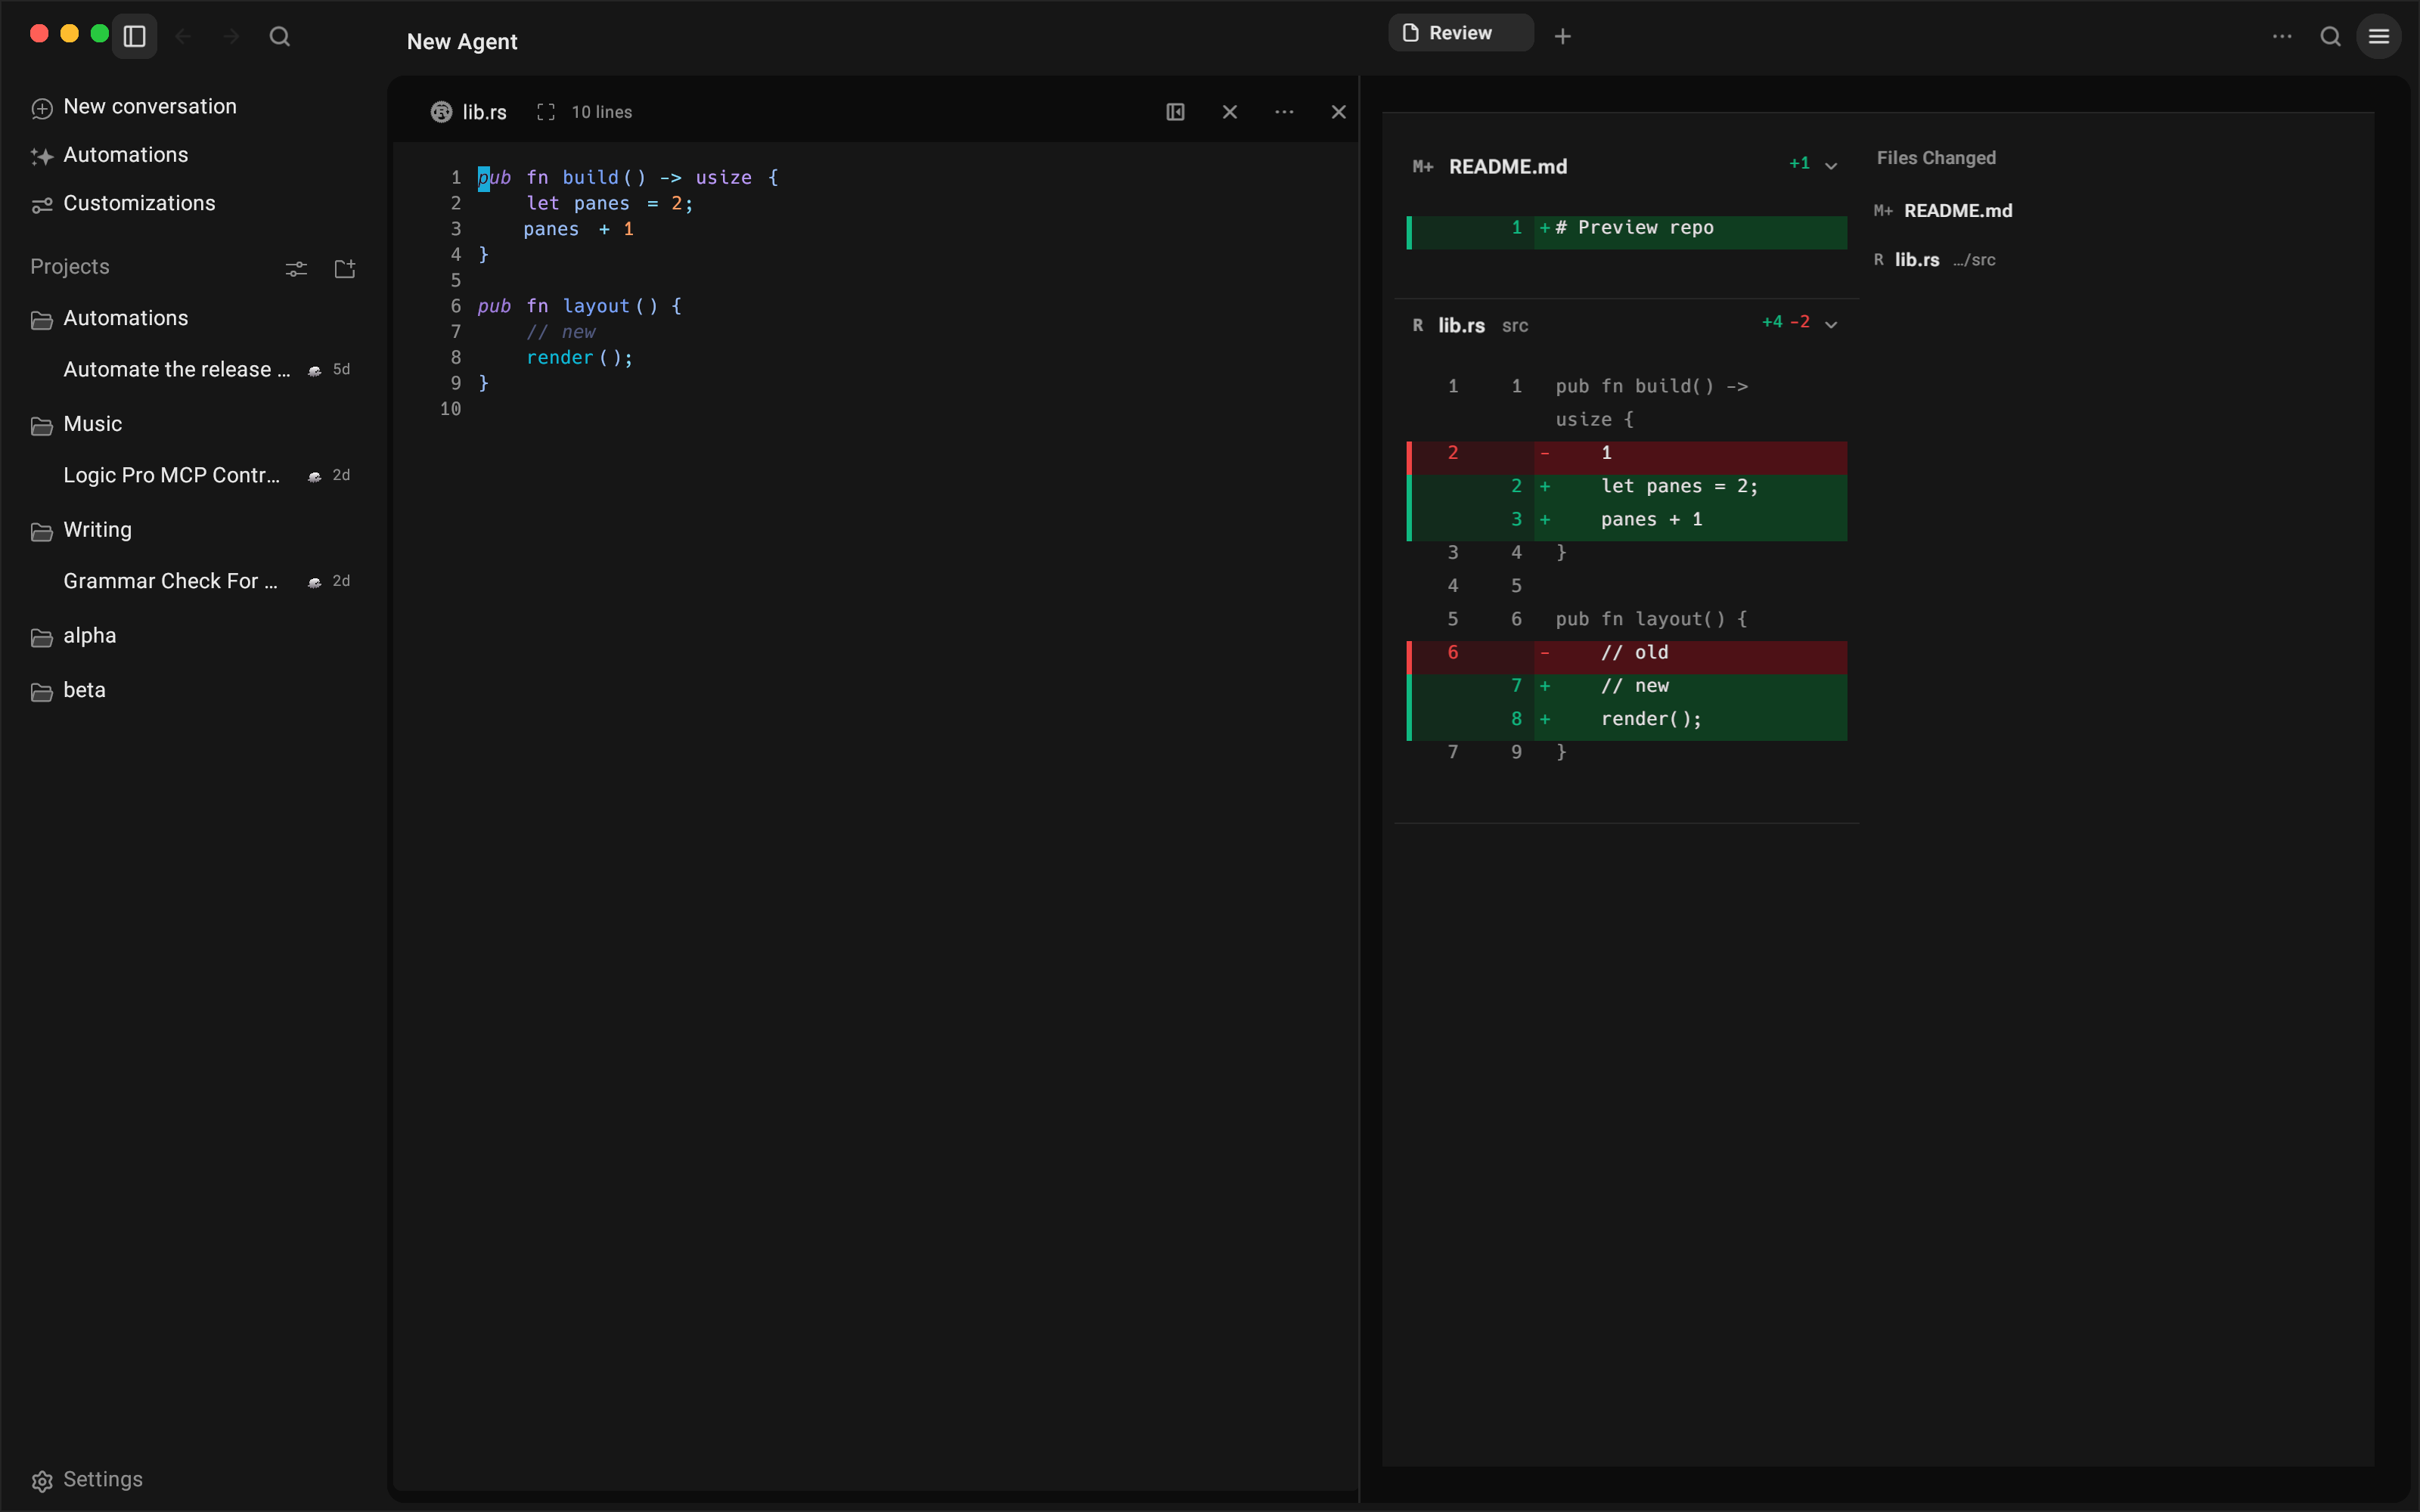 New Agent
Review
New conversation
Automations
Customizations
Projects
Automations
Automate the release ... 5d
Music
Logic Pro MCP Contr... 2d
Writing
Grammar Check For ... 2d
alpha
beta
Settings
lib.rs 10 lines
1 pub fn build() -> usize {
2 let panes = 2;
3 panes + 1
4 }
5
6 pub fn layout() {
7 // new
8 render();
9 }
10
M+ README.md +1
1 + # Preview repo
R lib.rs src +4 -2
1 1 pub fn build() ->
usize {
2 - 1
2 + let panes = 2;
3 + panes + 1
3 4 }
4 5
5 6 pub fn layout() {
6 - // old
7 + // new
8 + render();
7 9 }
Files Changed
M+ README.md
R lib.rs .../src